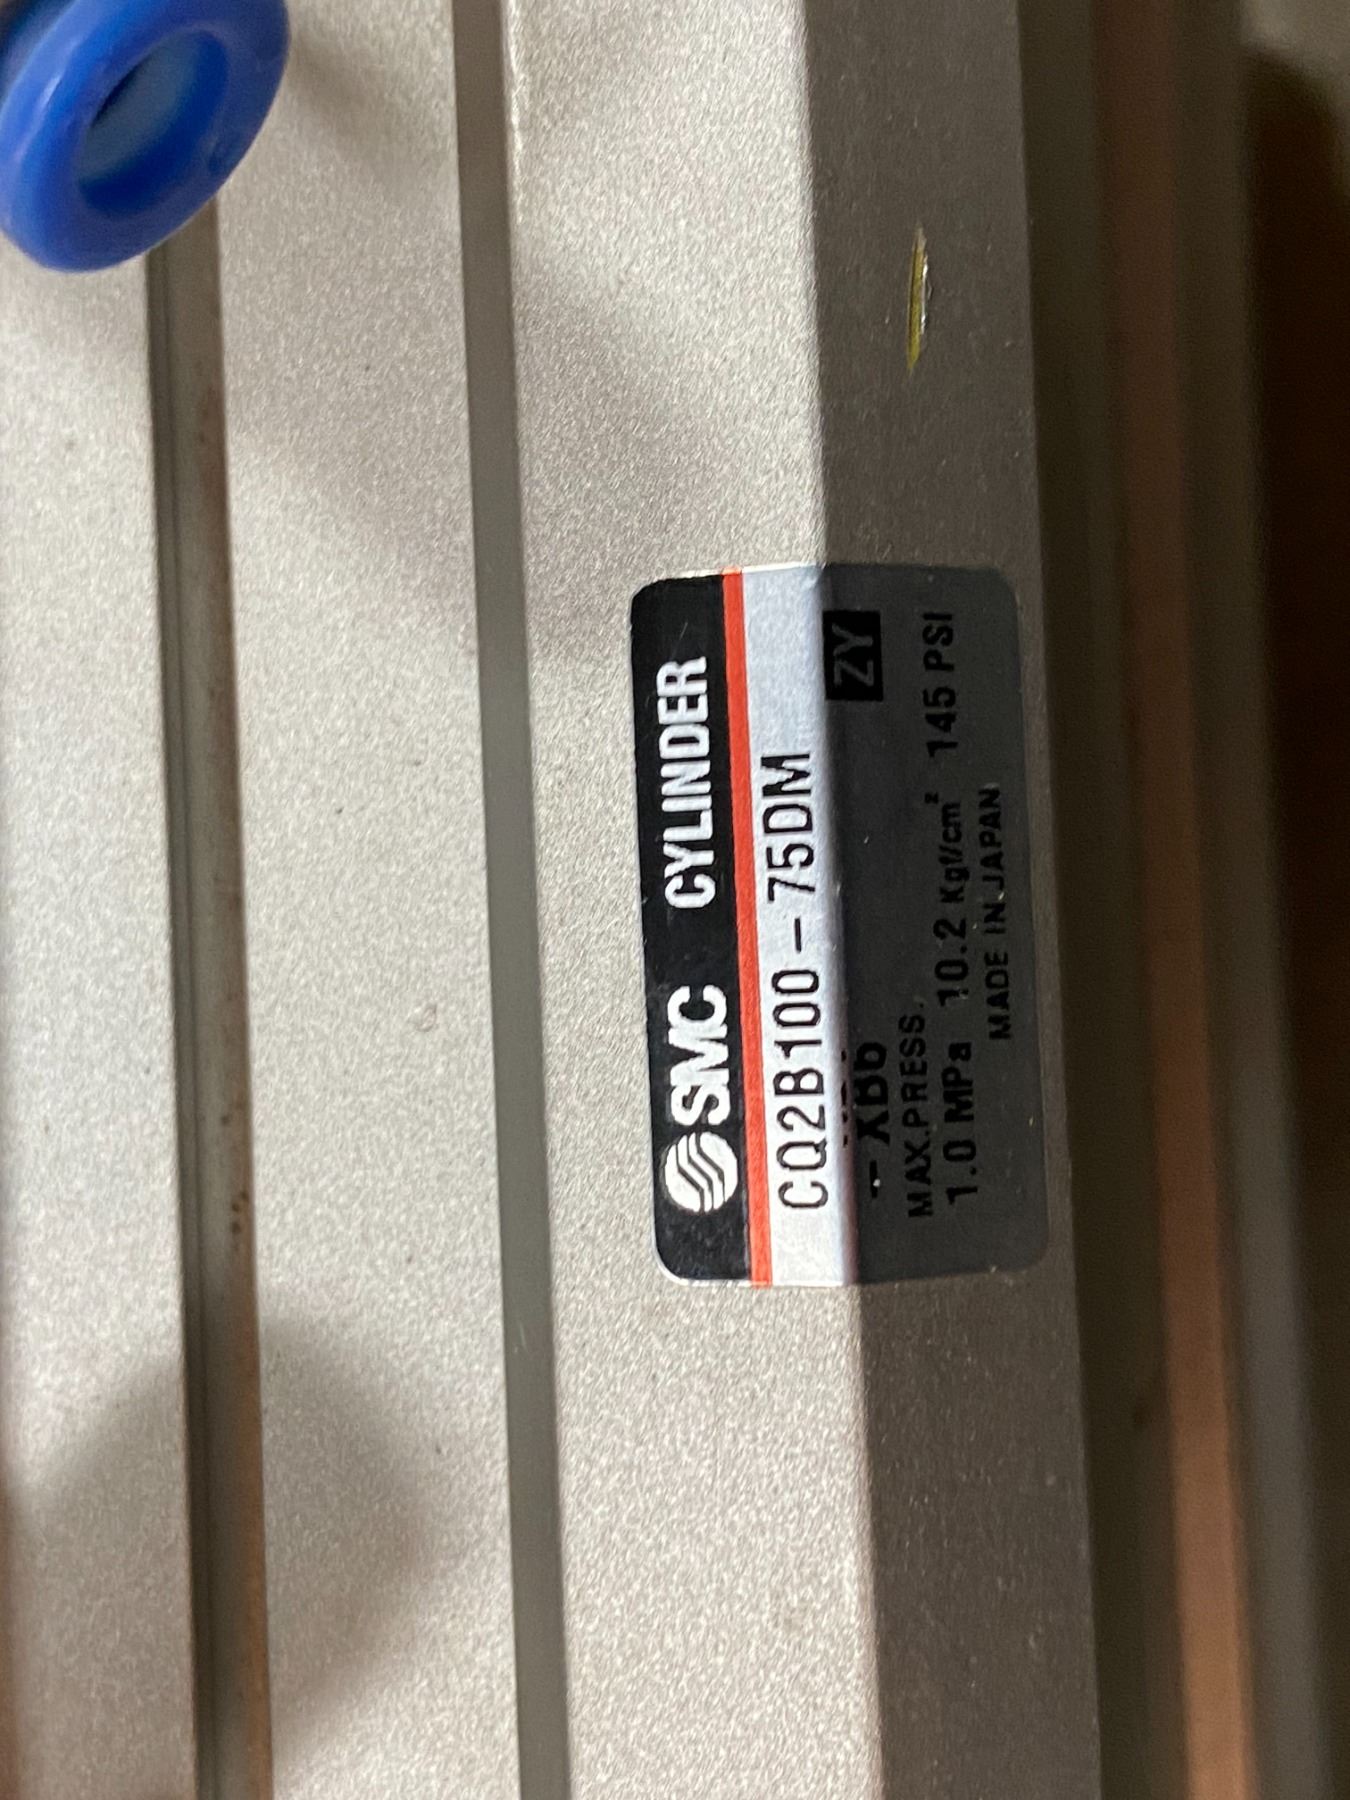 SMC CYLINDER
CQ2B100-75DM
-XB6 ZY
MAX.PRESS.
1.0 MPa 10.2 Kgf/cm² 145 PSI
MADE IN JAPAN